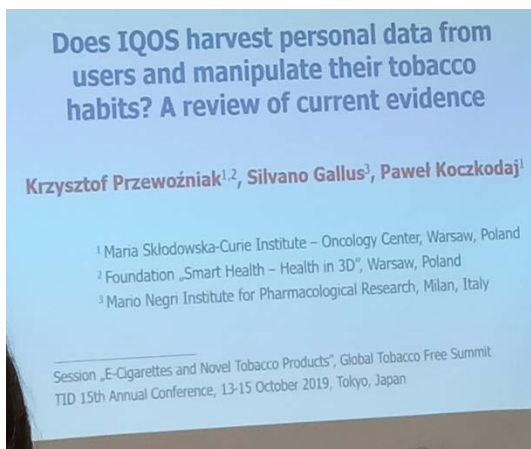 Does IQOS harvest personal data from
users and manipulate their tobacco
habits? A review of current evidence
Krzysztof Przewoźniak1,2, Silvano Gallus3, Paweł Koczkodaj1
1 Maria Skłodowska-Curie Institute – Oncology Center, Warsaw, Poland
2 Foundation „Smart Health – Health in 3D”, Warsaw, Poland
3 Mario Negri Institute for Pharmacological Research, Milan, Italy
Session „E-Cigarettes and Novel Tobacco Products”, Global Tobacco Free Summit
TID 15th Annual Conference, 13-15 October 2019, Tokyo, Japan